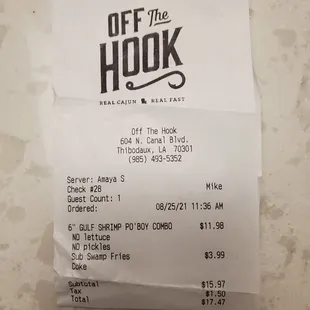 OFF The
HOOK
REAL CAJUN REAL FAST
Off The Hook
604 N. Canal Blvd.
Thibodaux, LA 70301
(985) 493-5352
Server: Amaya S
Check #28 Mike
Guest Count: 1
Ordered: 08/25/21 11:36 AM
6" GULF SHRIMP PO'BOY COMBO $11.98
NO lettuce
NO pickles
Sub Swamp Fries $3.99
Coke
Subtotal $15.97
Tax $1.50
Total $17.47